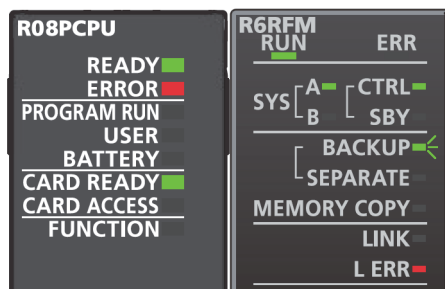 R08PCPU
READY
ERROR
PROGRAM RUN
USER
BATTERY
CARD READY
CARD ACCESS
FUNCTION
R6RFM
RUN ERR
SYS A CTRL
B SBY
BACKUP
SEPARATE
MEMORY COPY
LINK
L ERR